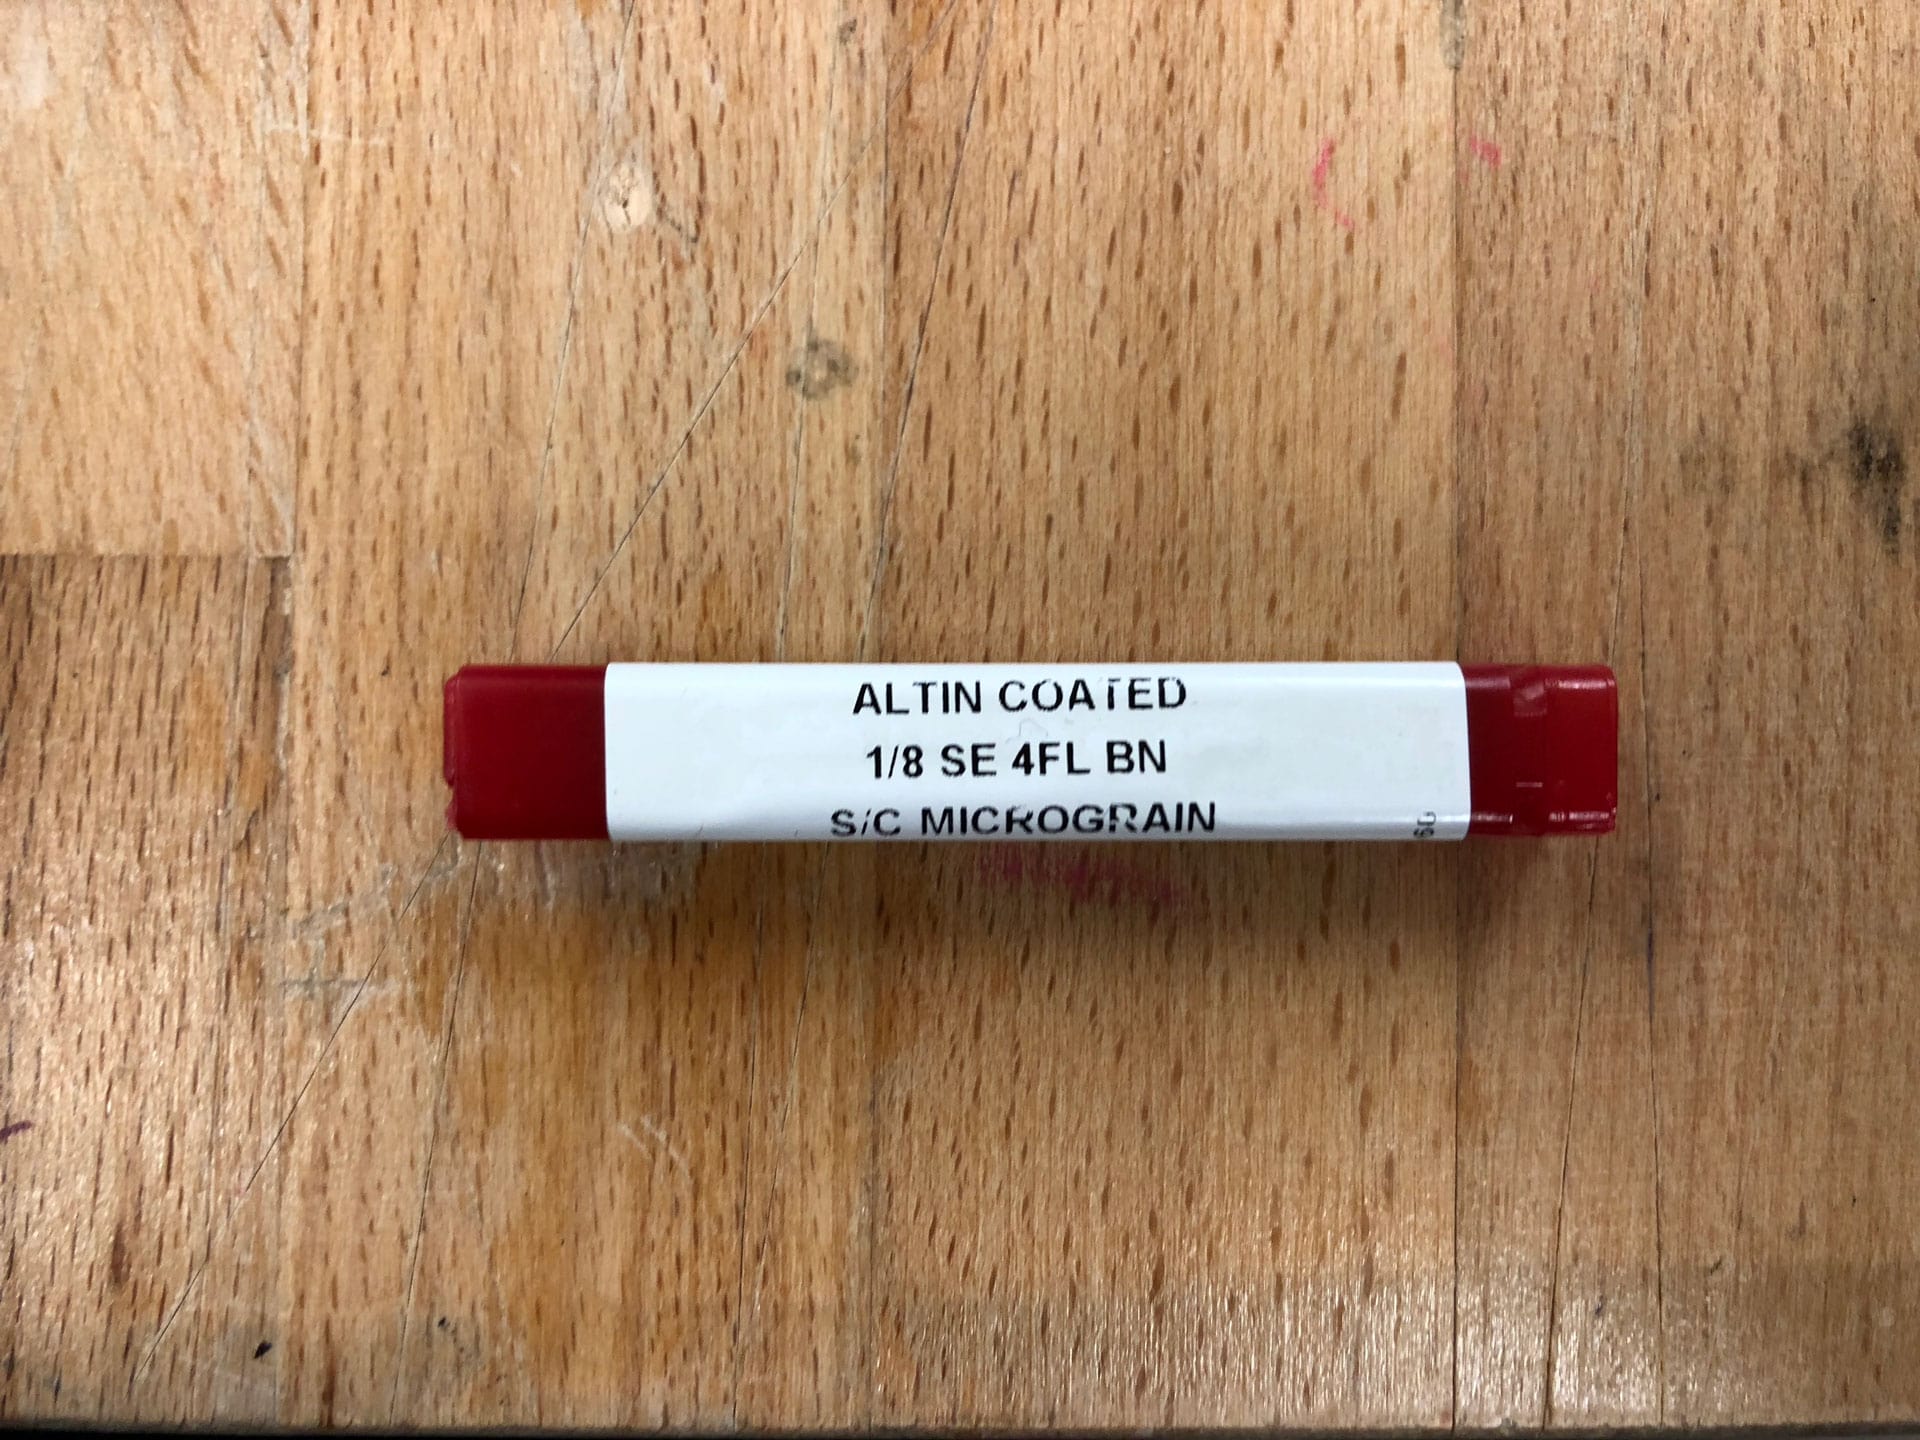 ALTIN COATED
1/8 SE 4FL BN
S/C MICROGRAIN